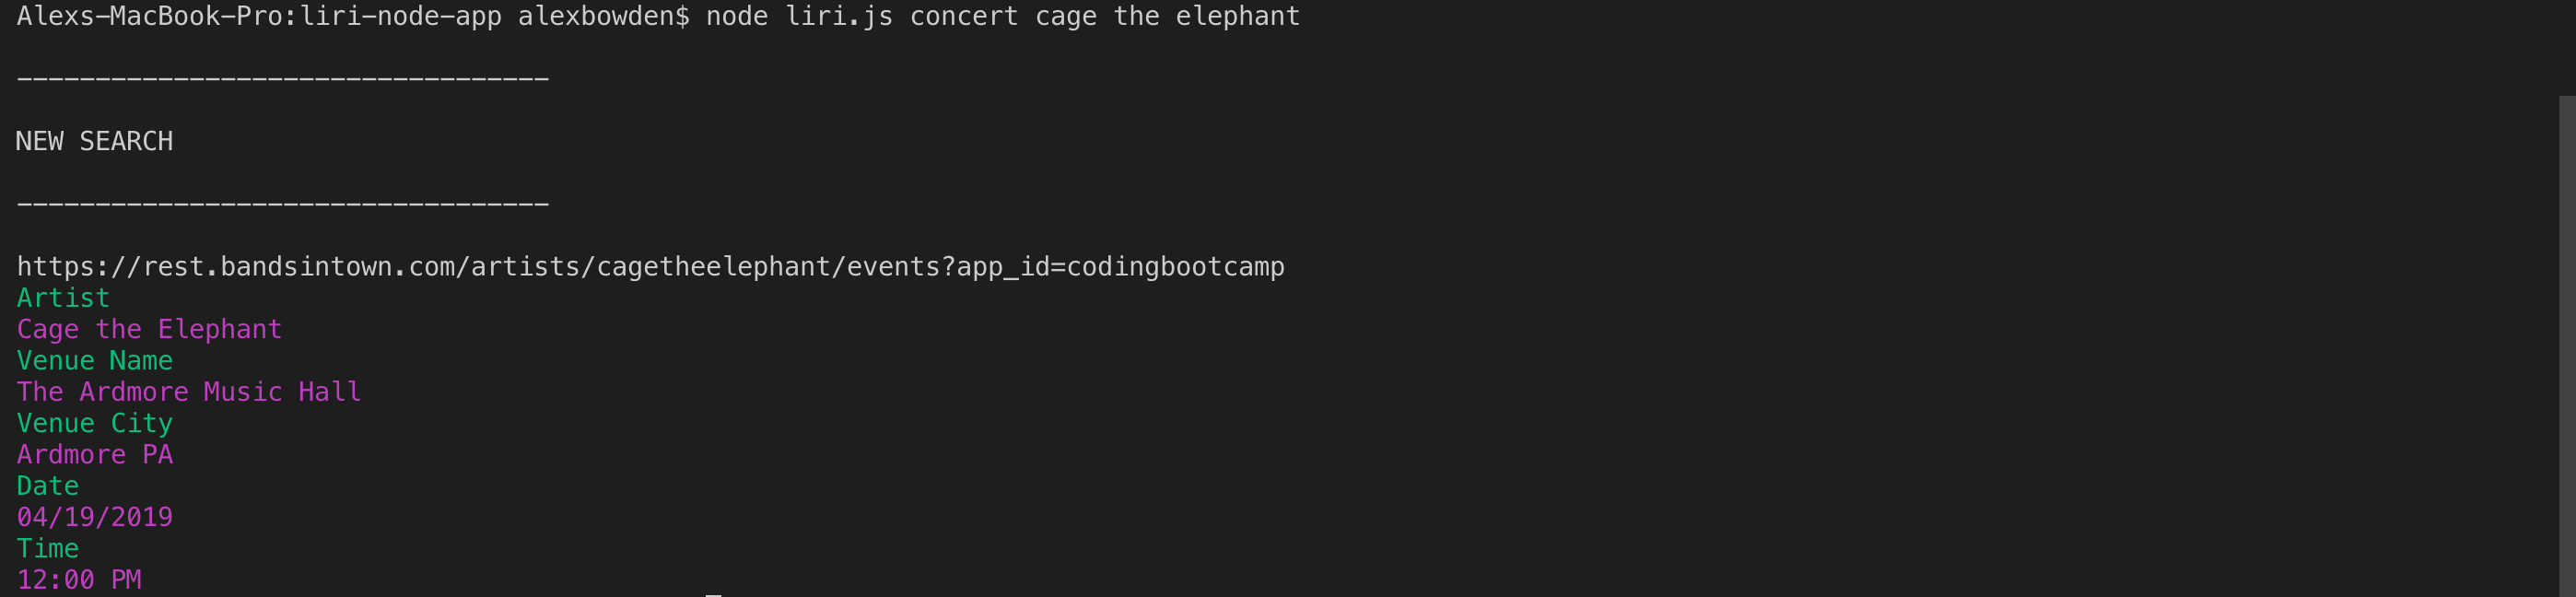 Alexs-MacBook-Pro:liri-node-app alexbowden$ node liri.js concert cage the elephant
----------------------------------
NEW SEARCH
----------------------------------
https://rest.bandsintown.com/artists/cagetheelephant/events?app_id=codingbootcamp
Artist
Cage the Elephant
Venue Name
The Ardmore Music Hall
Venue City
Ardmore PA
Date
04/19/2019
Time
12:00 PM